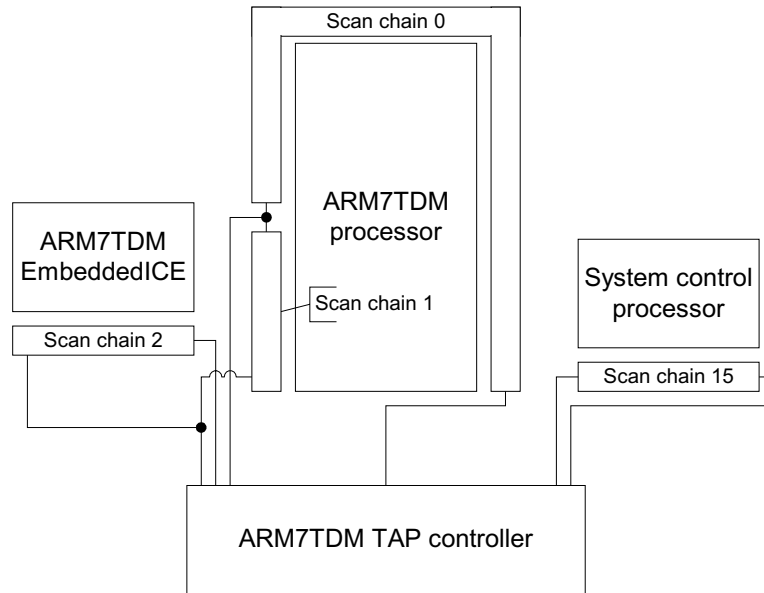 Scan chain 0
ARM7TDM
processor
ARM7TDM
EmbeddedICE
Scan chain 1
System control
processor
Scan chain 2
Scan chain 15
ARM7TDM TAP controller